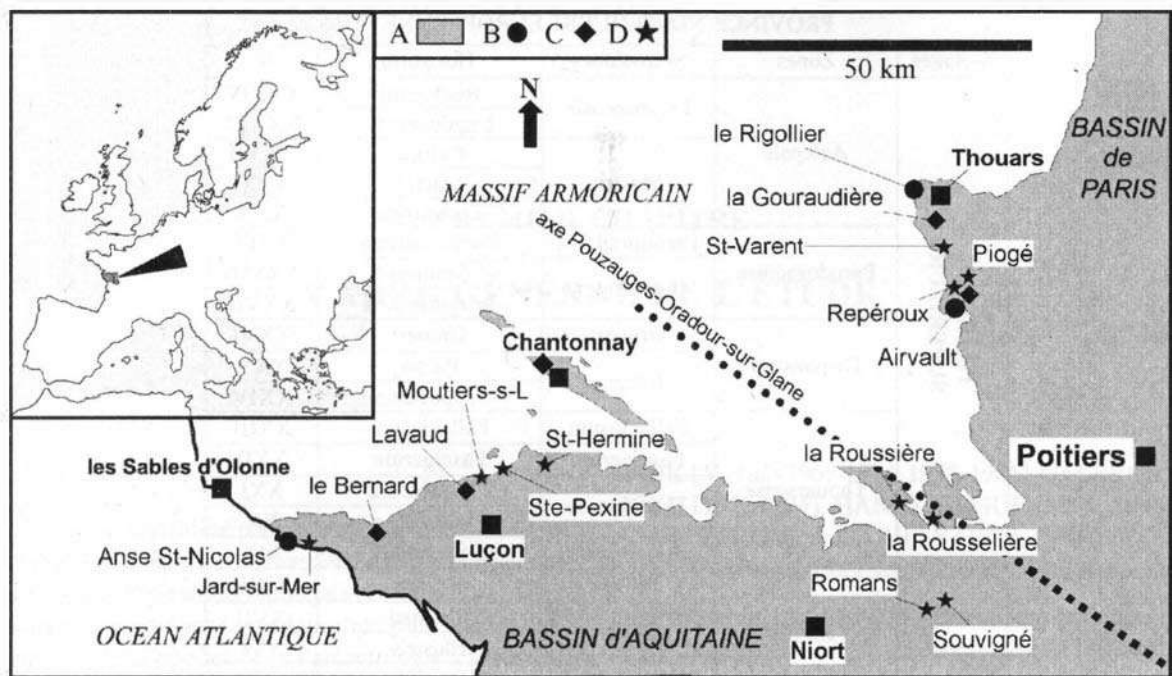 A B C D
50 km
N
le Rigollier
BASSIN
de
PARIS
Thouars
MASSIF ARMORICAIN
la Gouraudière
axe Pouzauges-Oradour-sur-Glane
St-Varent
Piogé
Repéroux
Chantonnay
Airvault
Moutiers-s-L
Lavaud
St-Hermine
la Roussière
Poitiers
les Sables d'Olonne
le Bernard
Ste-Pexine
Luçon
la Rousselière
Anse St-Nicolas
Jard-sur-Mer
Romans
OCEAN ATLANTIQUE
BASSIN d'AQUITAINE
Niort
Souvigné